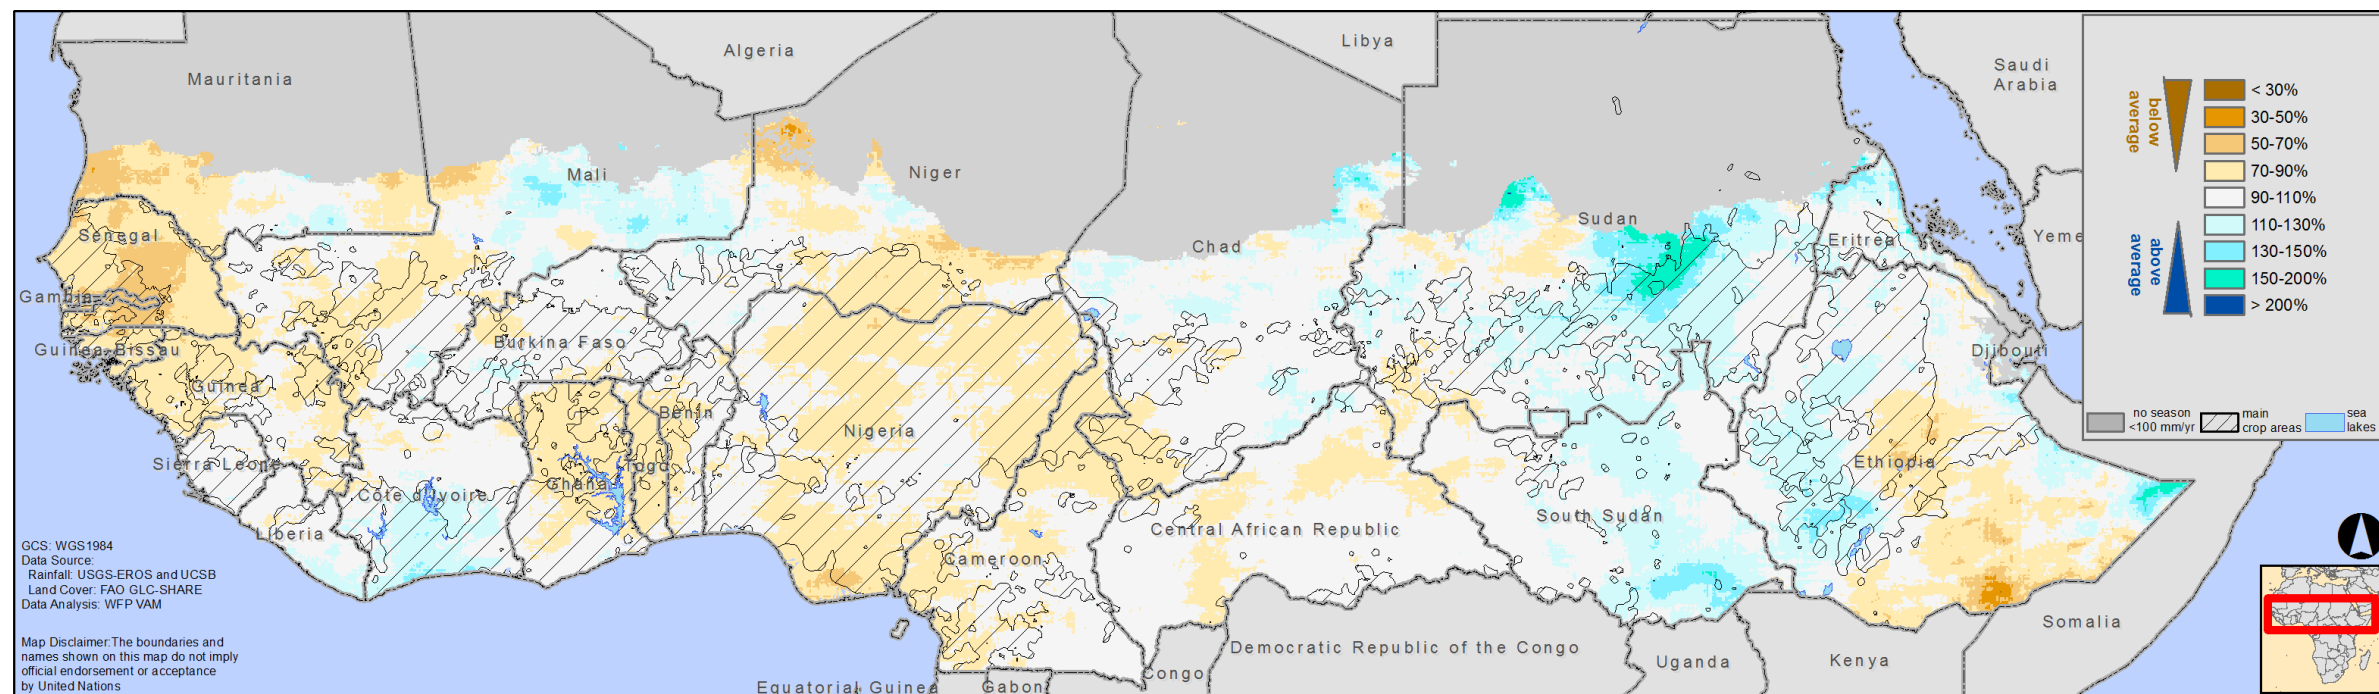 Algeria
Libya
Mauritania
Saudi
Arabia
Mali
Niger
Sudan
Chad
Senegal
Eritrea
Yeme
Gambia
Guinea-Bissau
Burkina Faso
Djibouti
Guinea
Benin
Nigeria
Sierra Leone
Togo
Ghana
Côte d'Ivoire
Ethiopia
South Sudan
Central African Republic
Liberia
Cameroon
Somalia
Democratic Republic of the Congo
Uganda
Kenya
Congo
Equatorial Guinea
Gabon
below
average
above
average
< 30%
30-50%
50-70%
70-90%
90-110%
110-130%
130-150%
150-200%
> 200%
no season
<100 mm/yr
main
crop areas
sea
lakes
GCS: WGS1984
Data Source:
Rainfall: USGS-EROS and UCSB
Land Cover: FAO GLC-SHARE
Data Analysis: WFP VAM
Map Disclaimer:The boundaries and
names shown on this map do not imply
official endorsement or acceptance
by United Nations